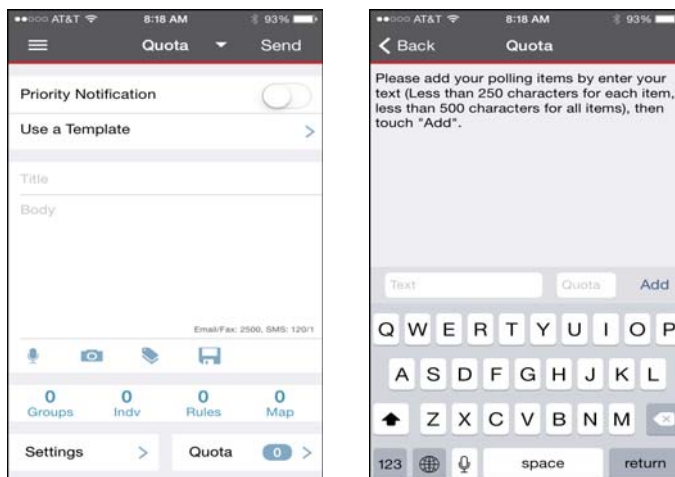 AT&T 8:18 AM 93%
Quota Send
Priority Notification
Use a Template
Title
Body
Email/Fax: 2500, SMS: 120/1
0 0 0 0
Groups Indv Rules Map
Settings Quota 0
AT&T 8:18 AM 93%
Back Quota
Please add your polling items by enter your
text (Less than 250 characters for each item,
less than 500 characters for all items), then
touch "Add".
Text Quota Add
Q W E R T Y U I O P
A S D F G H J K L
Z X C V B N M
123 space return